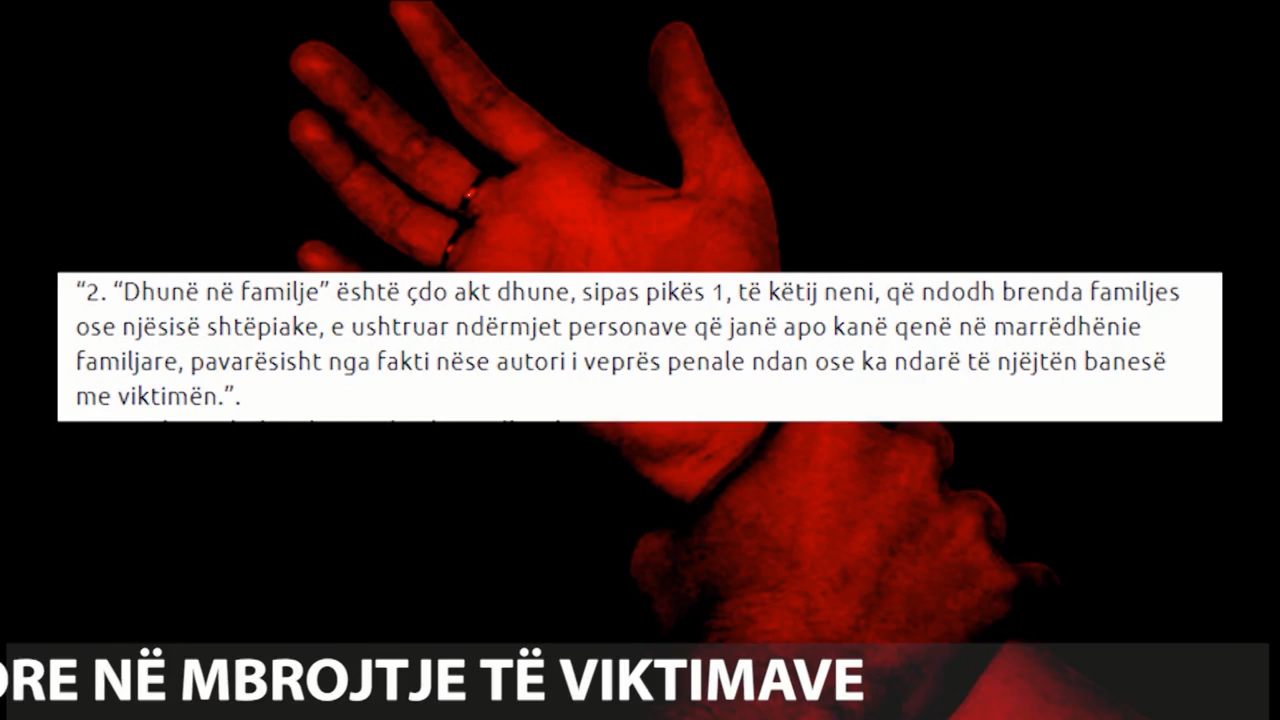 “2. “Dhunë në familje” është çdo akt dhune, sipas pikës 1, të këtij neni, që ndodh brenda familjes
ose njësisë shtëpiake, e ushtruar ndërmjet personave që janë apo kanë qenë në marrëdhënie
familjare, pavarësisht nga fakti nëse autori i veprës penale ndan ose ka ndarë të njëjtën banesë
me viktimën.”.
NË MBROJTJE TË VIKTIMAVE